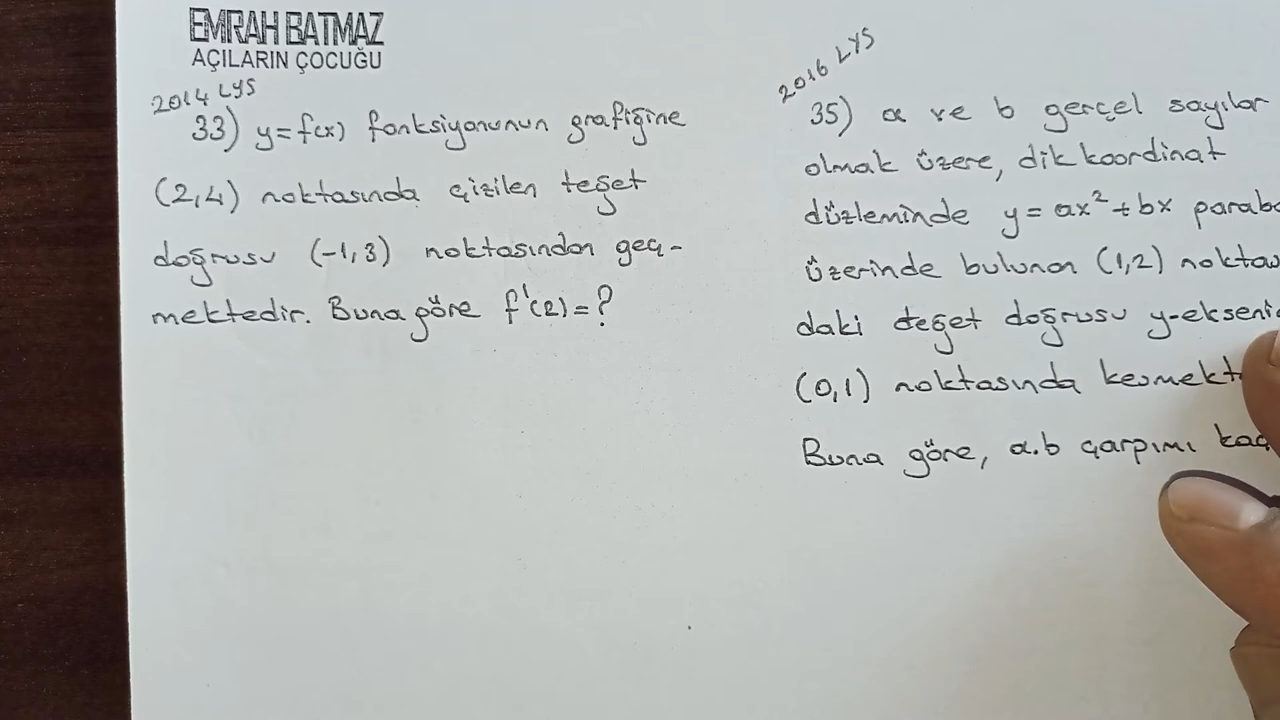 EMRAH BATMAZ
AÇILARIN ÇOCUĞU
2014 LYS
33) y=f(x) fonksiyonunun grafiğine
(2,4) noktasında çizilen teğet
doğrusu (-1,3) noktasından geç-
mektedir. Buna göre f'(2)=?
2016 LYS
35) a ve b gerçel sayılar
olmak üzere, dik koordinat
düzleminde y=ax²+bx
üzerinde bulunan (1,2)
daki teğet doğrusu
(0,1) noktasında
Buna göre, a.b çarpımı